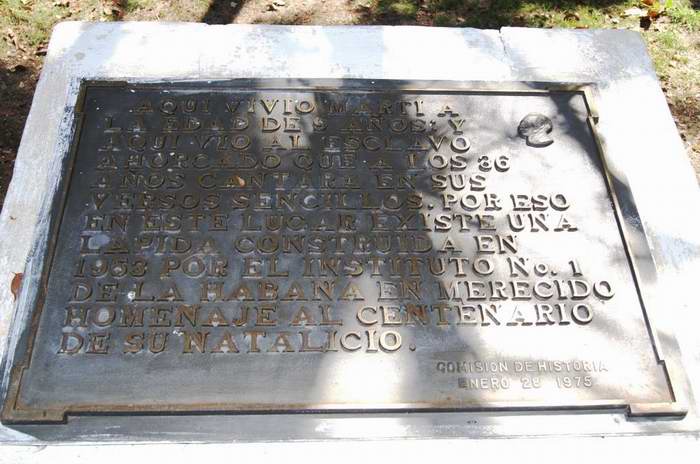 AQUI VIVIO MARTI A
LA EDAD DE 9 AÑOS; Y
AQUI VIO AL ESCLAVO
AHORCADO QUE A LOS 36
AÑOS CANTARA EN SUS
VERSOS SENCILLOS. POR ESO
EN ESTE LUGAR EXISTE UNA
LAPIDA CONSTRUIDA EN
1953 POR EL INSTITUTO No. 1
DE LA HABANA EN MERECIDO
HOMENAJE AL CENTENARIO
DE SU NATALICIO.
COMISION DE HISTORIA
ENERO 28 1975